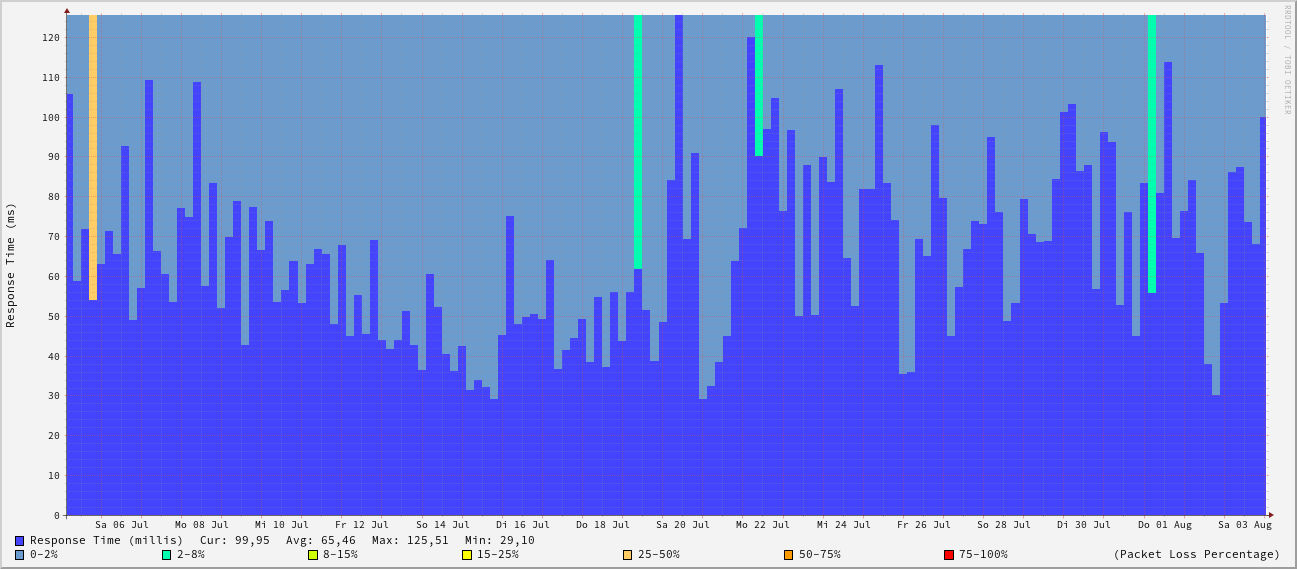 RRDTOOL / TOBI OETIKER
Response Time (ms)
120
110
100
90
80
70
60
50
40
30
20
10
0
Sa 06 Jul Mo 08 Jul Mi 10 Jul Fr 12 Jul So 14 Jul Di 16 Jul Do 18 Jul Sa 20 Jul Mo 22 Jul Mi 24 Jul Fr 26 Jul So 28 Jul Di 30 Jul Do 01 Aug Sa 03 Aug
Response Time (millis) Cur: 99,95 Avg: 65,46 Max: 125,51 Min: 29,10
0-2% 2-8% 8-15% 15-25% 25-50% 50-75% 75-100% (Packet Loss Percentage)